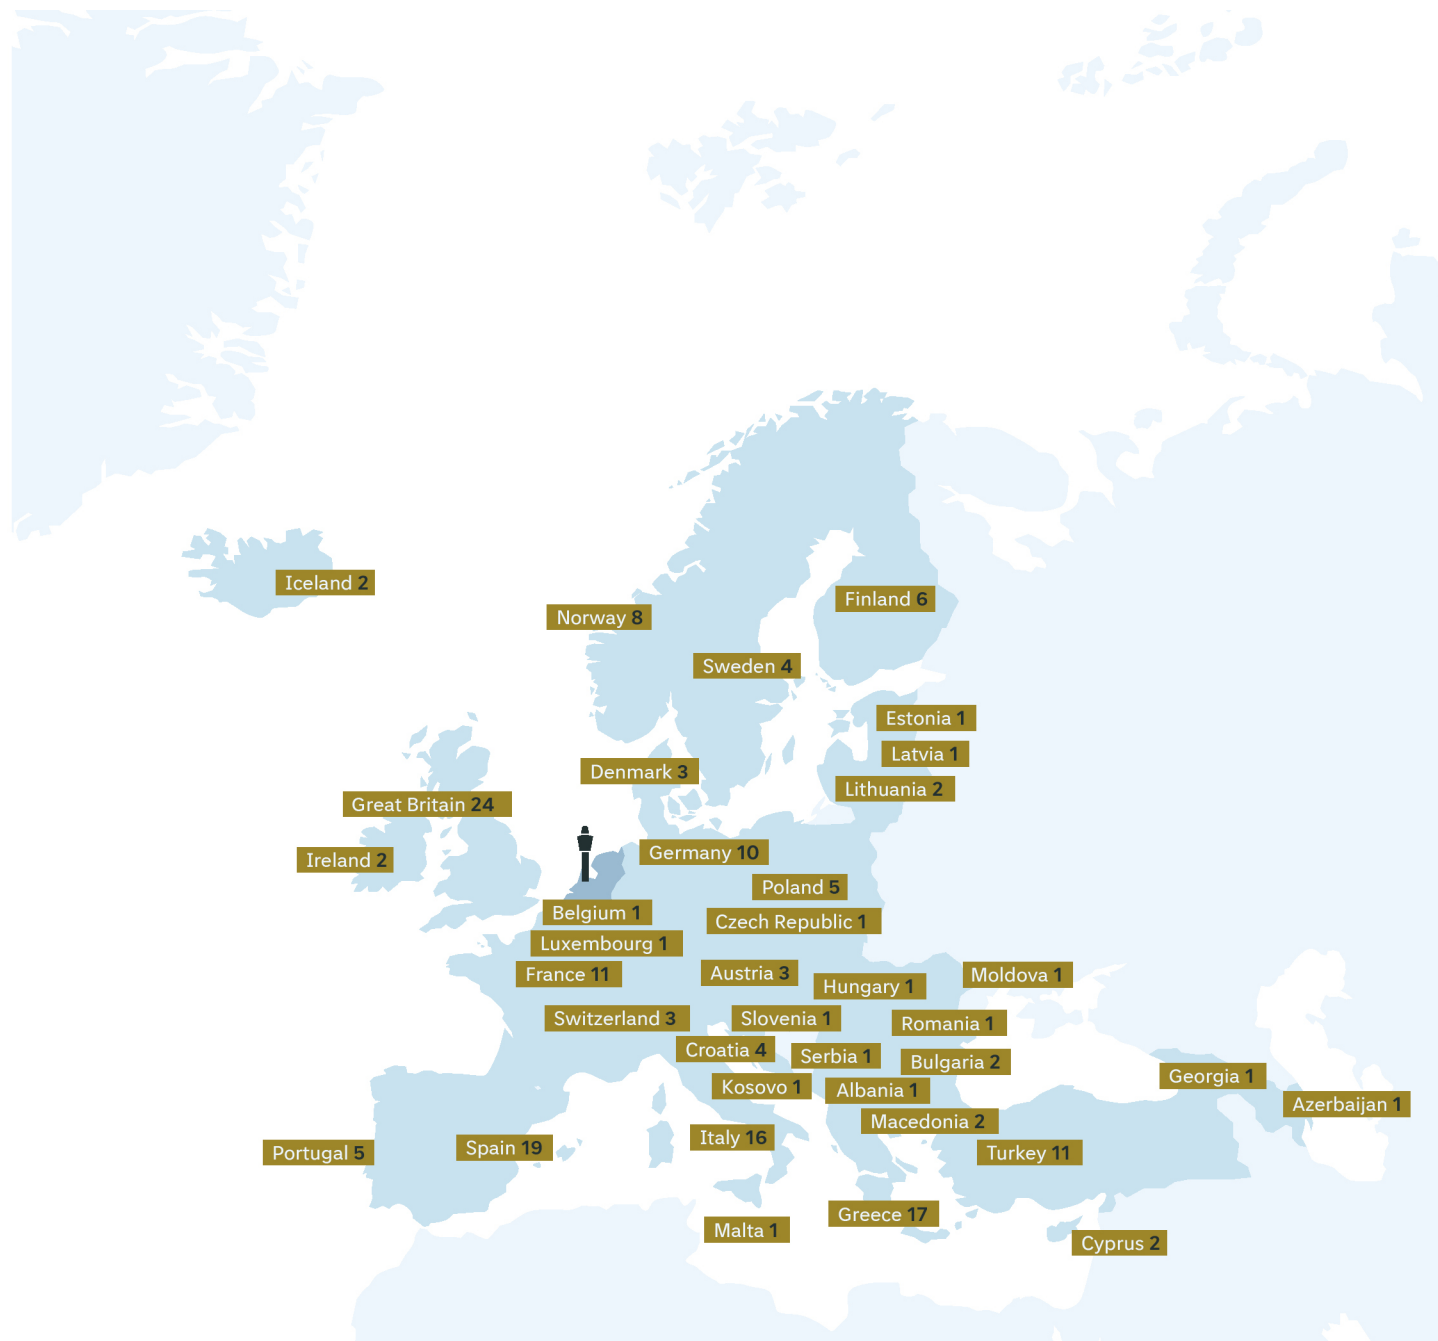 Iceland 2
Finland 6
Norway 8
Sweden 4
Estonia 1
Latvia 1
Denmark 3
Lithuania 2
Great Britain 24
Germany 10
Ireland 2
Poland 5
Belgium 1
Czech Republic 1
Luxembourg 1
France 11
Austria 3
Moldova 1
Hungary 1
Switzerland 3
Slovenia 1
Romania 1
Croatia 4
Serbia 1
Bulgaria 2
Georgia 1
Kosovo 1
Albania 1
Azerbaijan 1
Macedonia 2
Italy 16
Spain 19
Portugal 5
Turkey 11
Greece 17
Malta 1
Cyprus 2